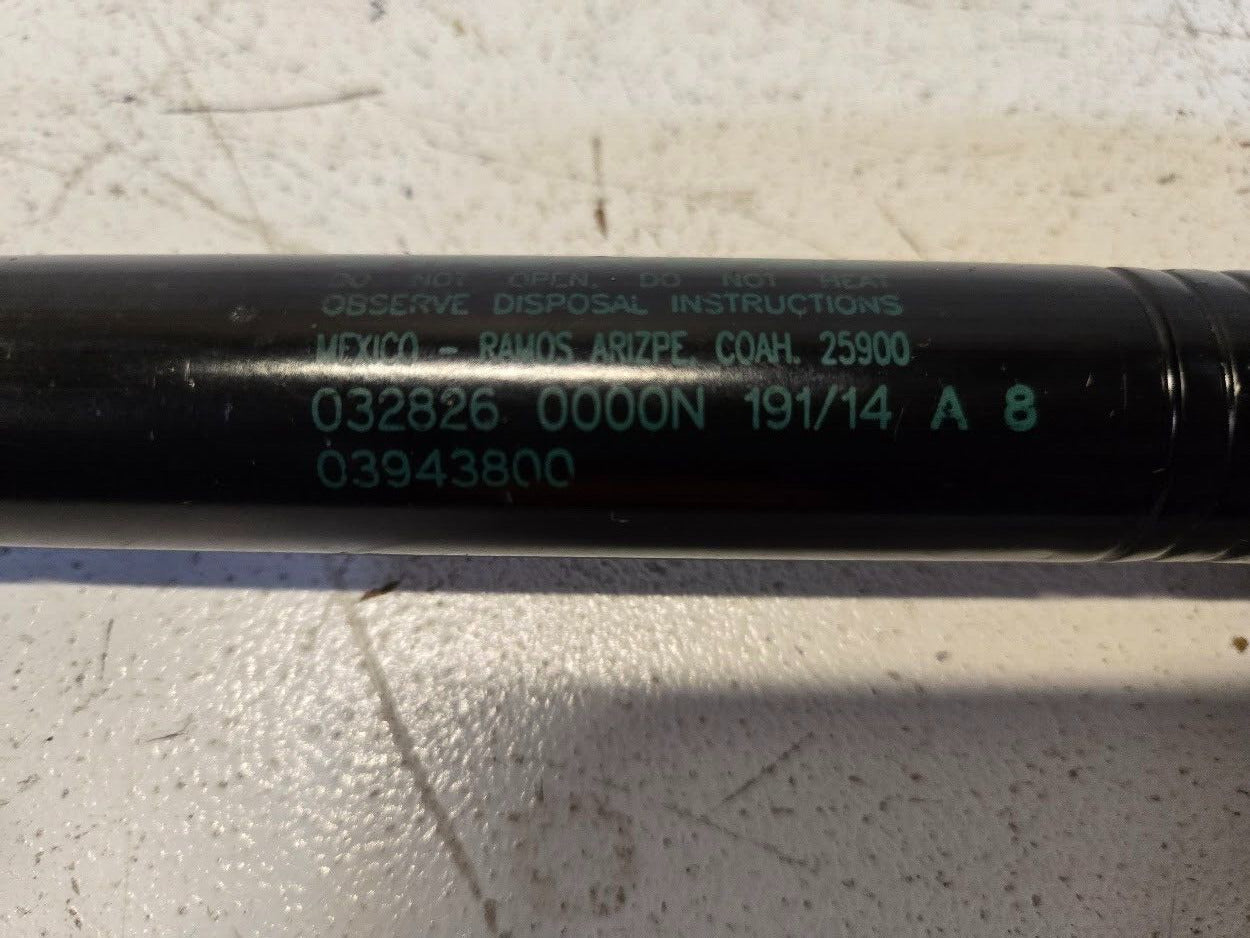 DO NOT OPEN. DO NOT HEAT
OBSERVE DISPOSAL INSTRUCTIONS
MEXICO - RAMOS ARIZPE, COAH. 25900
032826 0000N 191/14 A 8
03943800